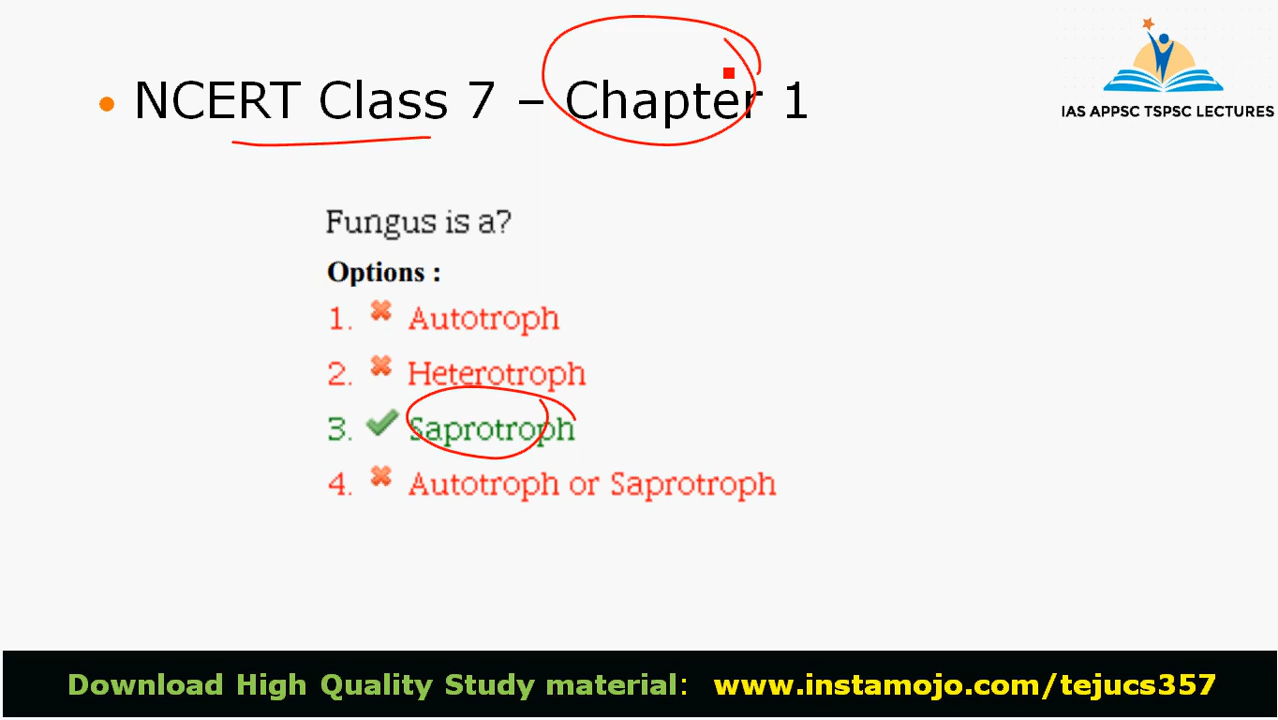 • NCERT Class 7 – Chapter 1
IAS APPSC TSPSC LECTURES
Fungus is a?
Options :
1. ✖ Autotroph
2. ✖ Heterotroph
3. ✔ Saprotroph
4. ✖ Autotroph or Saprotroph
Download High Quality Study material: www.instamojo.com/tejucs357